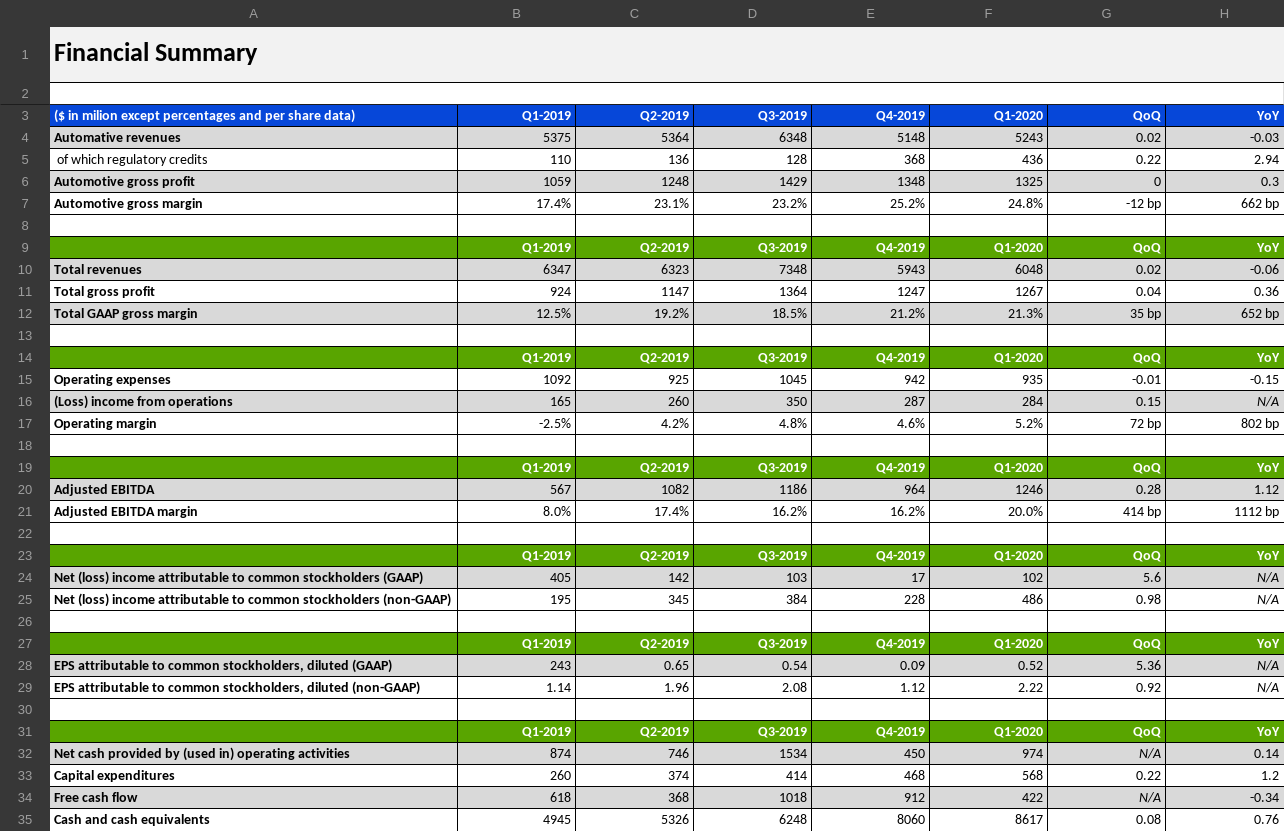 A B C D E F G H
1 Financial Summary
2
3 ($ in milion except percentages and per share data) Q1-2019 Q2-2019 Q3-2019 Q4-2019 Q1-2020 QoQ YoY
4 Automative revenues 5375 5364 6348 5148 5243 0.02 -0.03
5 of which regulatory credits 110 136 128 368 436 0.22 2.94
6 Automotive gross profit 1059 1248 1429 1348 1325 0 0.3
7 Automotive gross margin 17.4% 23.1% 23.2% 25.2% 24.8% -12 bp 662 bp
8
9 Q1-2019 Q2-2019 Q3-2019 Q4-2019 Q1-2020 QoQ YoY
10 Total revenues 6347 6323 7348 5943 6048 0.02 -0.06
11 Total gross profit 924 1147 1364 1247 1267 0.04 0.36
12 Total GAAP gross margin 12.5% 19.2% 18.5% 21.2% 21.3% 35 bp 652 bp
13
14 Q1-2019 Q2-2019 Q3-2019 Q4-2019 Q1-2020 QoQ YoY
15 Operating expenses 1092 925 1045 942 935 -0.01 -0.15
16 (Loss) income from operations 165 260 350 287 284 0.15 N/A
17 Operating margin -2.5% 4.2% 4.8% 4.6% 5.2% 72 bp 802 bp
18
19 Q1-2019 Q2-2019 Q3-2019 Q4-2019 Q1-2020 QoQ YoY
20 Adjusted EBITDA 567 1082 1186 964 1246 0.28 1.12
21 Adjusted EBITDA margin 8.0% 17.4% 16.2% 16.2% 20.0% 414 bp 1112 bp
22
23 Q1-2019 Q2-2019 Q3-2019 Q4-2019 Q1-2020 QoQ YoY
24 Net (loss) income attributable to common stockholders (GAAP) 405 142 103 17 102 5.6 N/A
25 Net (loss) income attributable to common stockholders (non-GAAP) 195 345 384 228 486 0.98 N/A
26
27 Q1-2019 Q2-2019 Q3-2019 Q4-2019 Q1-2020 QoQ YoY
28 EPS attributable to common stockholders, diluted (GAAP) 243 0.65 0.54 0.09 0.52 5.36 N/A
29 EPS attributable to common stockholders, diluted (non-GAAP) 1.14 1.96 2.08 1.12 2.22 0.92 N/A
30
31 Q1-2019 Q2-2019 Q3-2019 Q4-2019 Q1-2020 QoQ YoY
32 Net cash provided by (used in) operating activities 874 746 1534 450 974 N/A 0.14
33 Capital expenditures 260 374 414 468 568 0.22 1.2
34 Free cash flow 618 368 1018 912 422 N/A -0.34
35 Cash and cash equivalents 4945 5326 6248 8060 8617 0.08 0.76